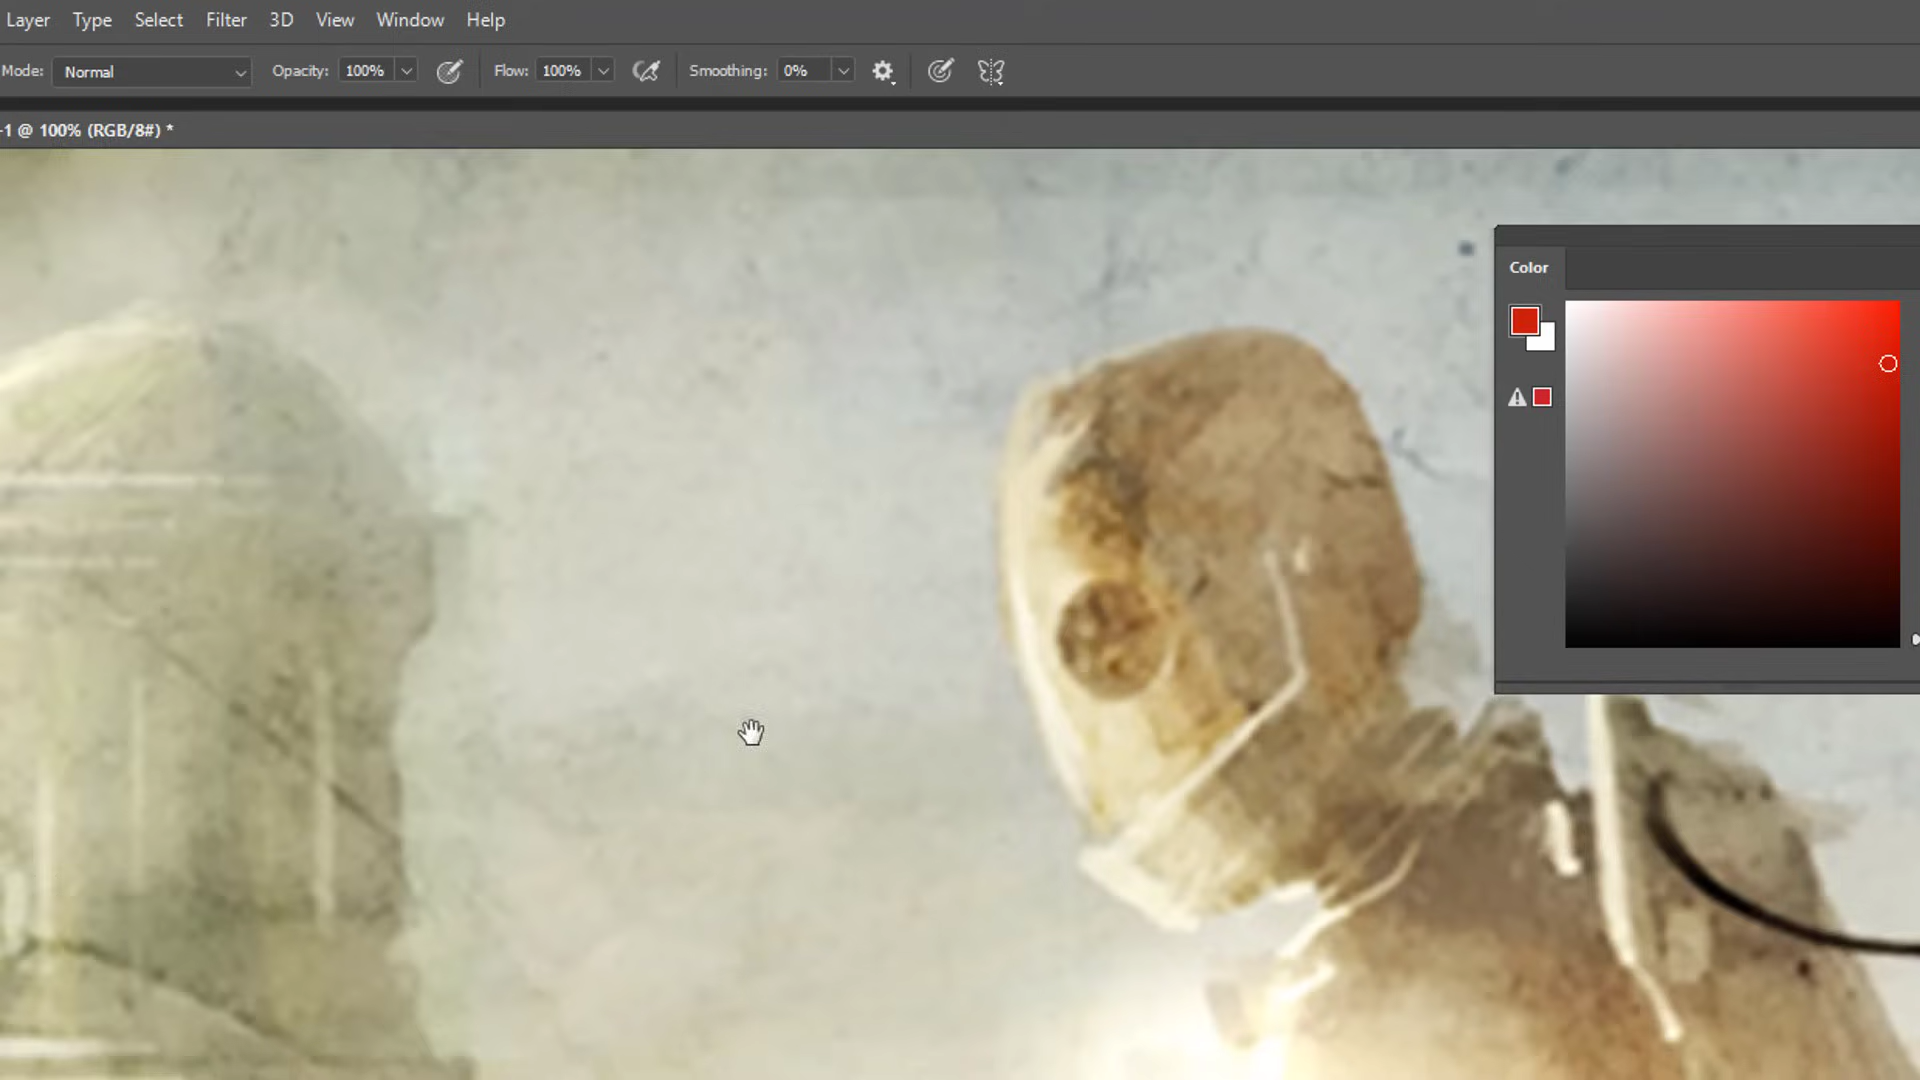 Layer Type Select Filter 3D View Window Help
Mode: Normal Opacity: 100% Flow: 100% Smoothing: 0%
-1 @ 100% (RGB/8#) *
Color